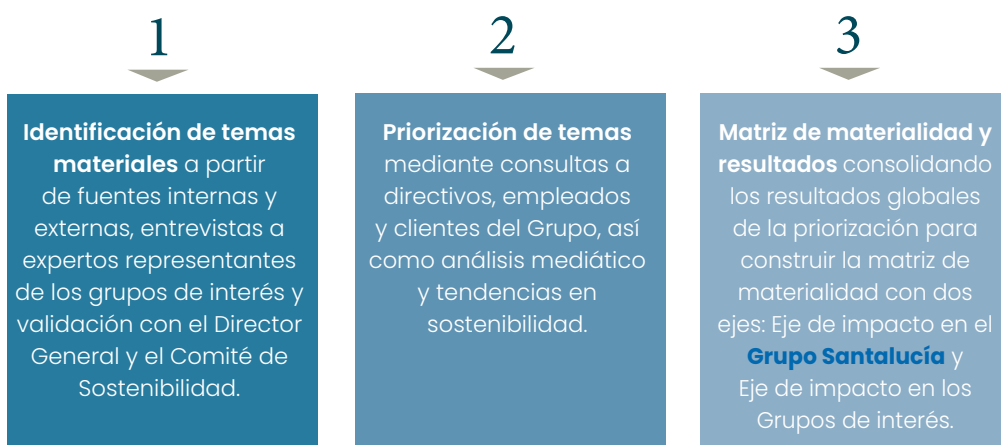 1
Identificación de temas
materiales a partir
de fuentes internas y
externas, entrevistas a
expertos representantes
de los grupos de interés y
validación con el Director
General y el Comité de
Sostenibilidad.
2
Priorización de temas
mediante consultas a
directivos, empleados
y clientes del Grupo, así
como análisis mediático
y tendencias en
sostenibilidad.
3
Matriz de materialidad y
resultados consolidando
los resultados globales
de la priorización para
construir la matriz de
materialidad con dos
ejes: Eje de impacto en el
Grupo Santalucía y
Eje de impacto en los
Grupos de interés.